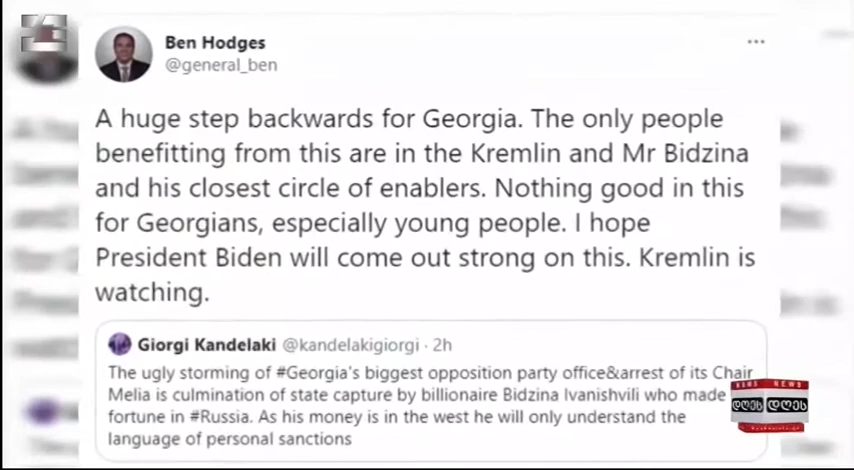 Ben Hodges
@general_ben
A huge step backwards for Georgia. The only people
benefitting from this are in the Kremlin and Mr Bidzina
and his closest circle of enablers. Nothing good in this
for Georgians, especially young people. I hope
President Biden will come out strong on this. Kremlin is
watching.
Giorgi Kandelaki @kandelakigiorgi · 2h
The ugly storming of #Georgia's biggest opposition party office&arrest of its Chair
Melia is culmination of state capture by billionaire Bidzina Ivanishvili who made
fortune in #Russia. As his money is in the west he will only understand the
language of personal sanctions
NEWS
დღეს დღეს